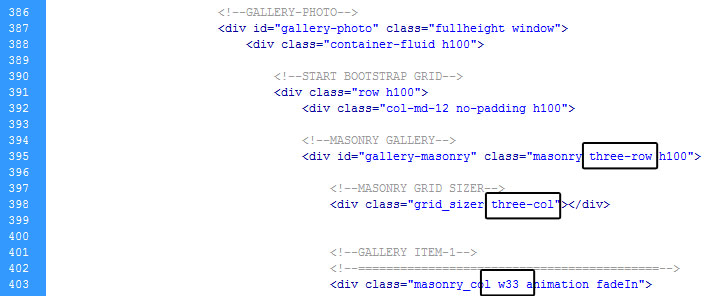 386 <!--GALLERY-PHOTO-->
387 <div id="gallery-photo" class="fullheight window">
388 <div class="container-fluid h100">
389
390 <!--START BOOTSTRAP GRID-->
391 <div class="row h100">
392 <div class="col-md-12 no-padding h100">
393
394 <!--MASONRY GALLERY-->
395 <div id="gallery-masonry" class="masonry three-row h100">
396
397 <!--MASONRY GRID SIZER-->
398 <div class="grid_sizer three-col"></div>
399
400
401 <!--GALLERY ITEM-1-->
402 <!--===========================================-->
403 <div class="masonry_col w33 animation fadeIn">